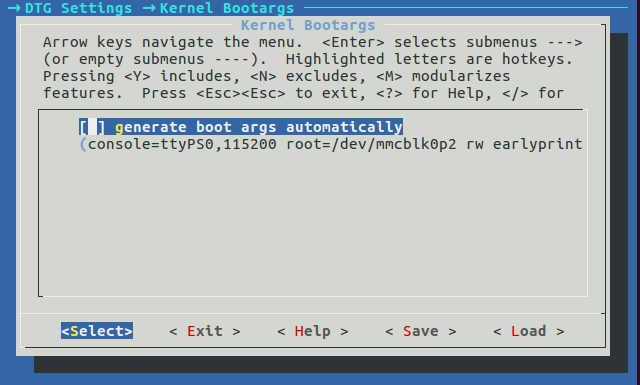 →DTG Settings →Kernel Bootargs
Kernel Bootargs
Arrow keys navigate the menu.  <Enter> selects submenus --->
(or empty submenus ----).  Highlighted letters are hotkeys.
Pressing <Y> includes, <N> excludes, <M> modularizes
features.  Press <Esc><Esc> to exit, <?> for Help, </> for
[ ] generate boot args automatically
(console=ttyPS0,115200 root=/dev/mmcblk0p2 rw earlyprint
<Select>    < Exit >    < Help >    < Save >    < Load >